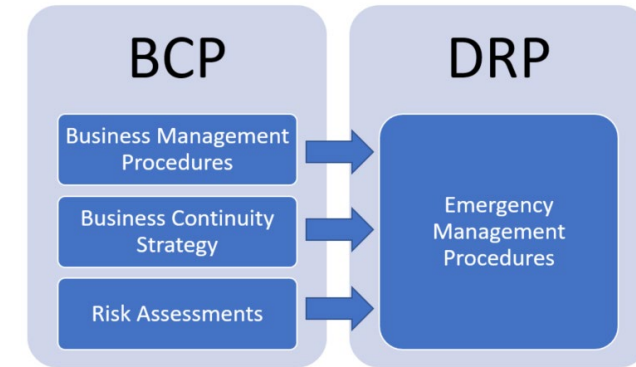 BCP
Business Management
Procedures
Business Continuity
Strategy
Risk Assessments
DRP
Emergency
Management
Procedures